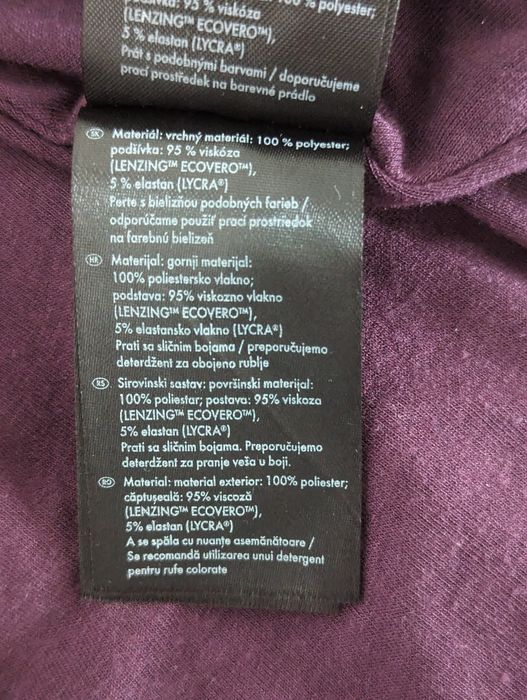 100 % polyester;
podšívka: 95 % viskóza
(LENZING™ ECOVERO™),
5 % elastan (LYCRA®)
Prát s podobnými barvami / doporučujeme
prací prostředek na barevné prádlo
SK Materiál: vrchný materiál: 100 % polyester;
podšívka: 95 % viskóza
(LENZING™ ECOVERO™),
5 % elastan (LYCRA®)
Perte s bielizňou podobných farieb /
odporúčame použiť prací prostriedok
na farebnú bielizeň
HR Materijal: gornji materijal:
100% poliestersko vlakno;
podstava: 95% viskozno vlakno
(LENZING™ ECOVERO™),
5% elastansko vlakno (LYCRA®)
Prati sa sličnim bojama / preporučujemo
deterdžent za obojeno rublje
RS Sirovinski sastav: površinski materijal:
100% poliestar; postava: 95% viskoza
(LENZING™ ECOVERO™),
5% elastan (LYCRA®)
Prati sa sličnim bojama. Preporučujemo
deterdžent za pranje veša u boji.
RO Material: material exterior: 100% poliester;
căptușeală: 95% viscoză
(LENZING™ ECOVERO™),
5% elastan (LYCRA®)
A se spăla cu nuanțe asemănătoare /
Se recomandă utilizarea unui detergent
pentru rufe colorate